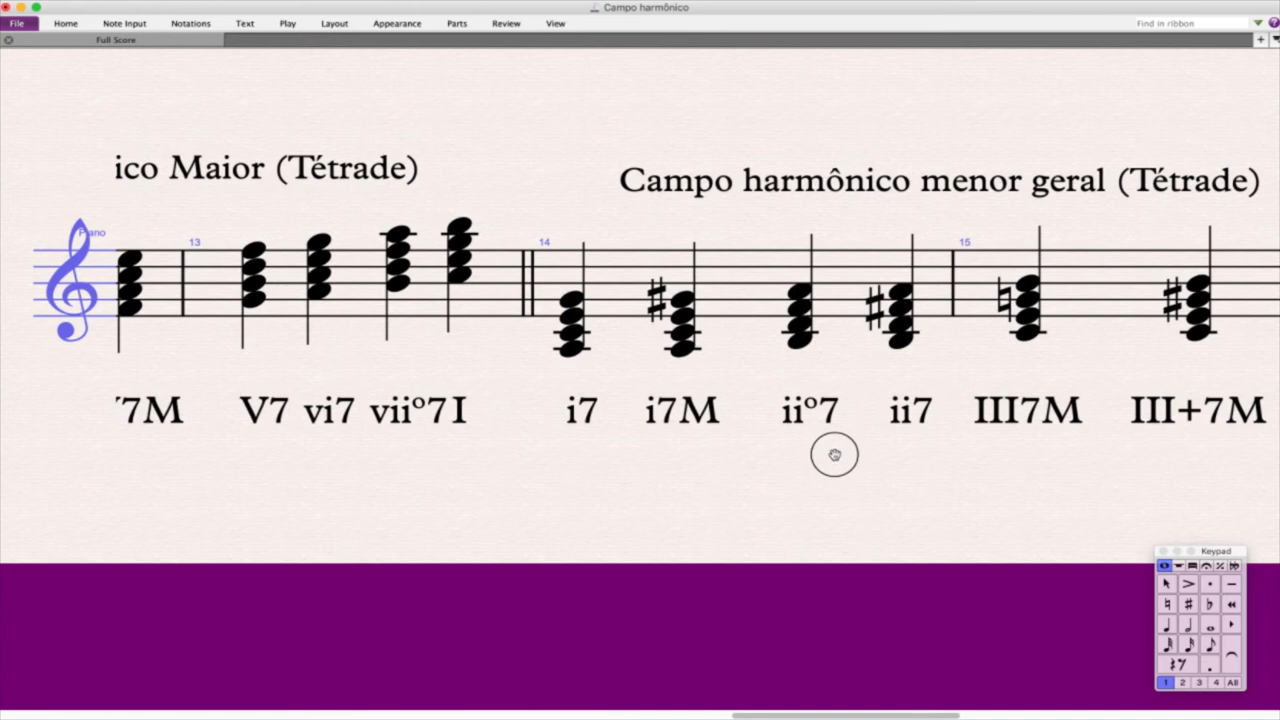 Campo harmônico
File Home Note Input Notations Text Play Layout Appearance Parts Review View Find in ribbon
Full Score
ico Maior (Tétrade)
Campo harmônico menor geral (Tétrade)
Piano
13 14 15
7M V7 vi7 viiº7 I i7 i7M iiº7 ii7 III7M III+7M
Keypad
1 2 3 4 All